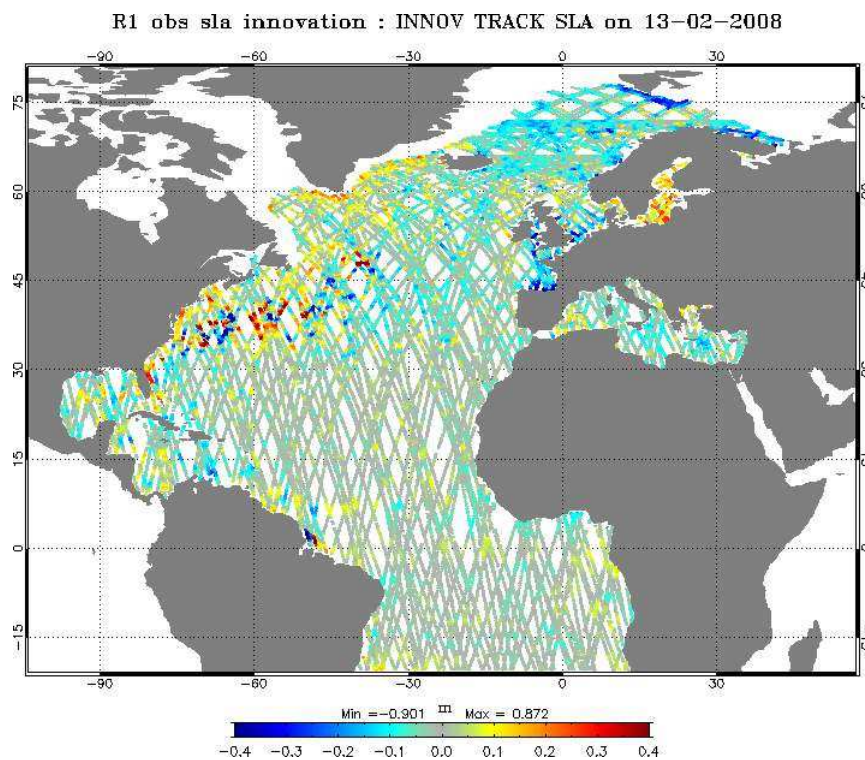 R1 obs sla innovation : INNOV TRACK SLA on 13-02-2008
-90 -60 -30 0 30
75
60
45
30
15
0
-15
-90 -60 -30 0 30
Min =-0.901 m Max = 0.872
-0.4 -0.3 -0.2 -0.1 0.0 0.1 0.2 0.3 0.4